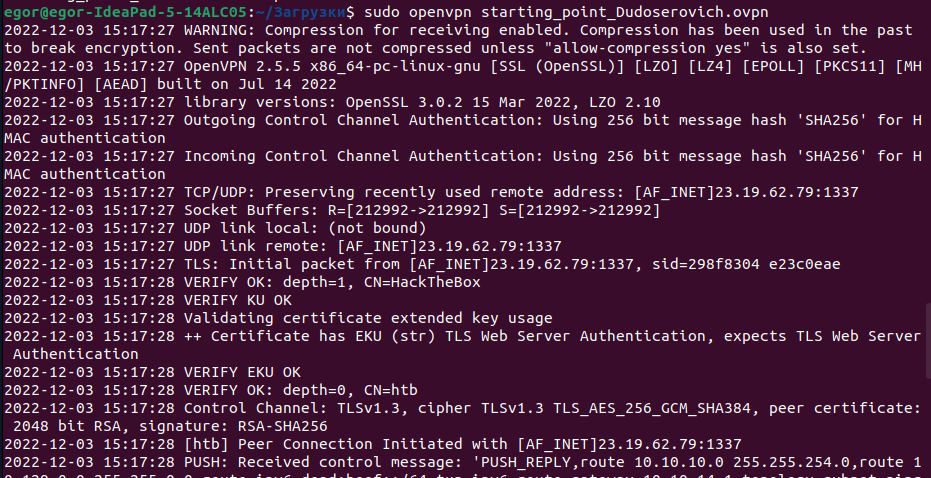 egor@egor-IdeaPad-5-14ALC05:~/Загрузки$ sudo openvpn starting_point_Dudoserovich.ovpn
2022-12-03 15:17:27 WARNING: Compression for receiving enabled. Compression has been used in the past
to break encryption. Sent packets are not compressed unless "allow-compression yes" is also set.
2022-12-03 15:17:27 OpenVPN 2.5.5 x86_64-pc-linux-gnu [SSL (OpenSSL)] [LZO] [LZ4] [EPOLL] [PKCS11] [MH
/PKTINFO] [AEAD] built on Jul 14 2022
2022-12-03 15:17:27 library versions: OpenSSL 3.0.2 15 Mar 2022, LZO 2.10
2022-12-03 15:17:27 Outgoing Control Channel Authentication: Using 256 bit message hash 'SHA256' for H
MAC authentication
2022-12-03 15:17:27 Incoming Control Channel Authentication: Using 256 bit message hash 'SHA256' for H
MAC authentication
2022-12-03 15:17:27 TCP/UDP: Preserving recently used remote address: [AF_INET]23.19.62.79:1337
2022-12-03 15:17:27 Socket Buffers: R=[212992->212992] S=[212992->212992]
2022-12-03 15:17:27 UDP link local: (not bound)
2022-12-03 15:17:27 UDP link remote: [AF_INET]23.19.62.79:1337
2022-12-03 15:17:27 TLS: Initial packet from [AF_INET]23.19.62.79:1337, sid=298f8304 e23c0eae
2022-12-03 15:17:28 VERIFY OK: depth=1, CN=HackTheBox
2022-12-03 15:17:28 VERIFY KU OK
2022-12-03 15:17:28 Validating certificate extended key usage
2022-12-03 15:17:28 ++ Certificate has EKU (str) TLS Web Server Authentication, expects TLS Web Server
Authentication
2022-12-03 15:17:28 VERIFY EKU OK
2022-12-03 15:17:28 VERIFY OK: depth=0, CN=htb
2022-12-03 15:17:28 Control Channel: TLSv1.3, cipher TLSv1.3 TLS_AES_256_GCM_SHA384, peer certificate:
2048 bit RSA, signature: RSA-SHA256
2022-12-03 15:17:28 [htb] Peer Connection Initiated with [AF_INET]23.19.62.79:1337
2022-12-03 15:17:28 PUSH: Received control message: 'PUSH_REPLY,route 10.10.10.0 255.255.254.0,route 1